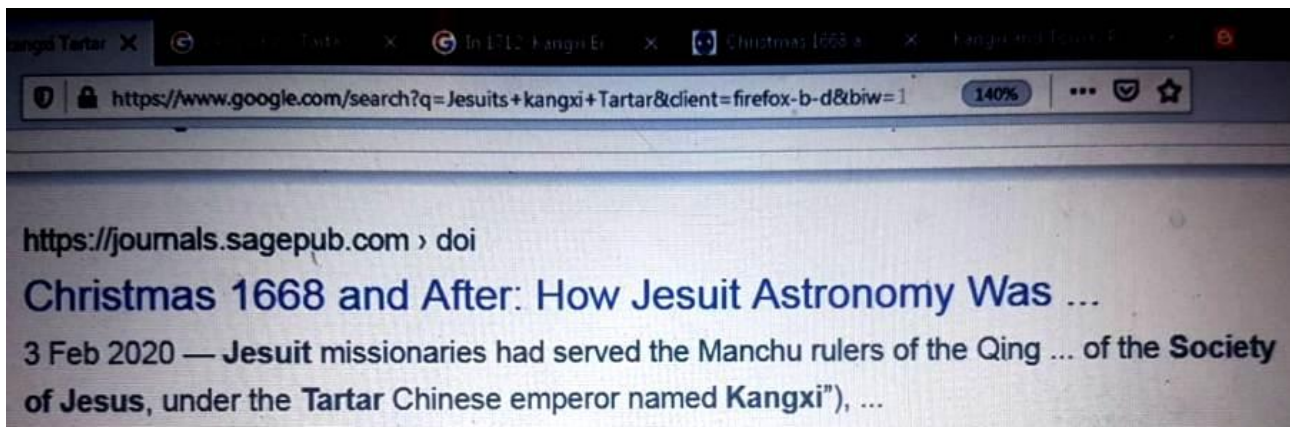 angxi Tartar
In 1712, Kangxi E
Christmas 1668 a
https://www.google.com/search?q=Jesuits+kangxi+Tartar&client=firefox-b-d&biw=1
140%
https://journals.sagepub.com › doi
Christmas 1668 and After: How Jesuit Astronomy Was ...
3 Feb 2020 — Jesuit missionaries had served the Manchu rulers of the Qing ... of the Society
of Jesus, under the Tartar Chinese emperor named Kangxi”), ...